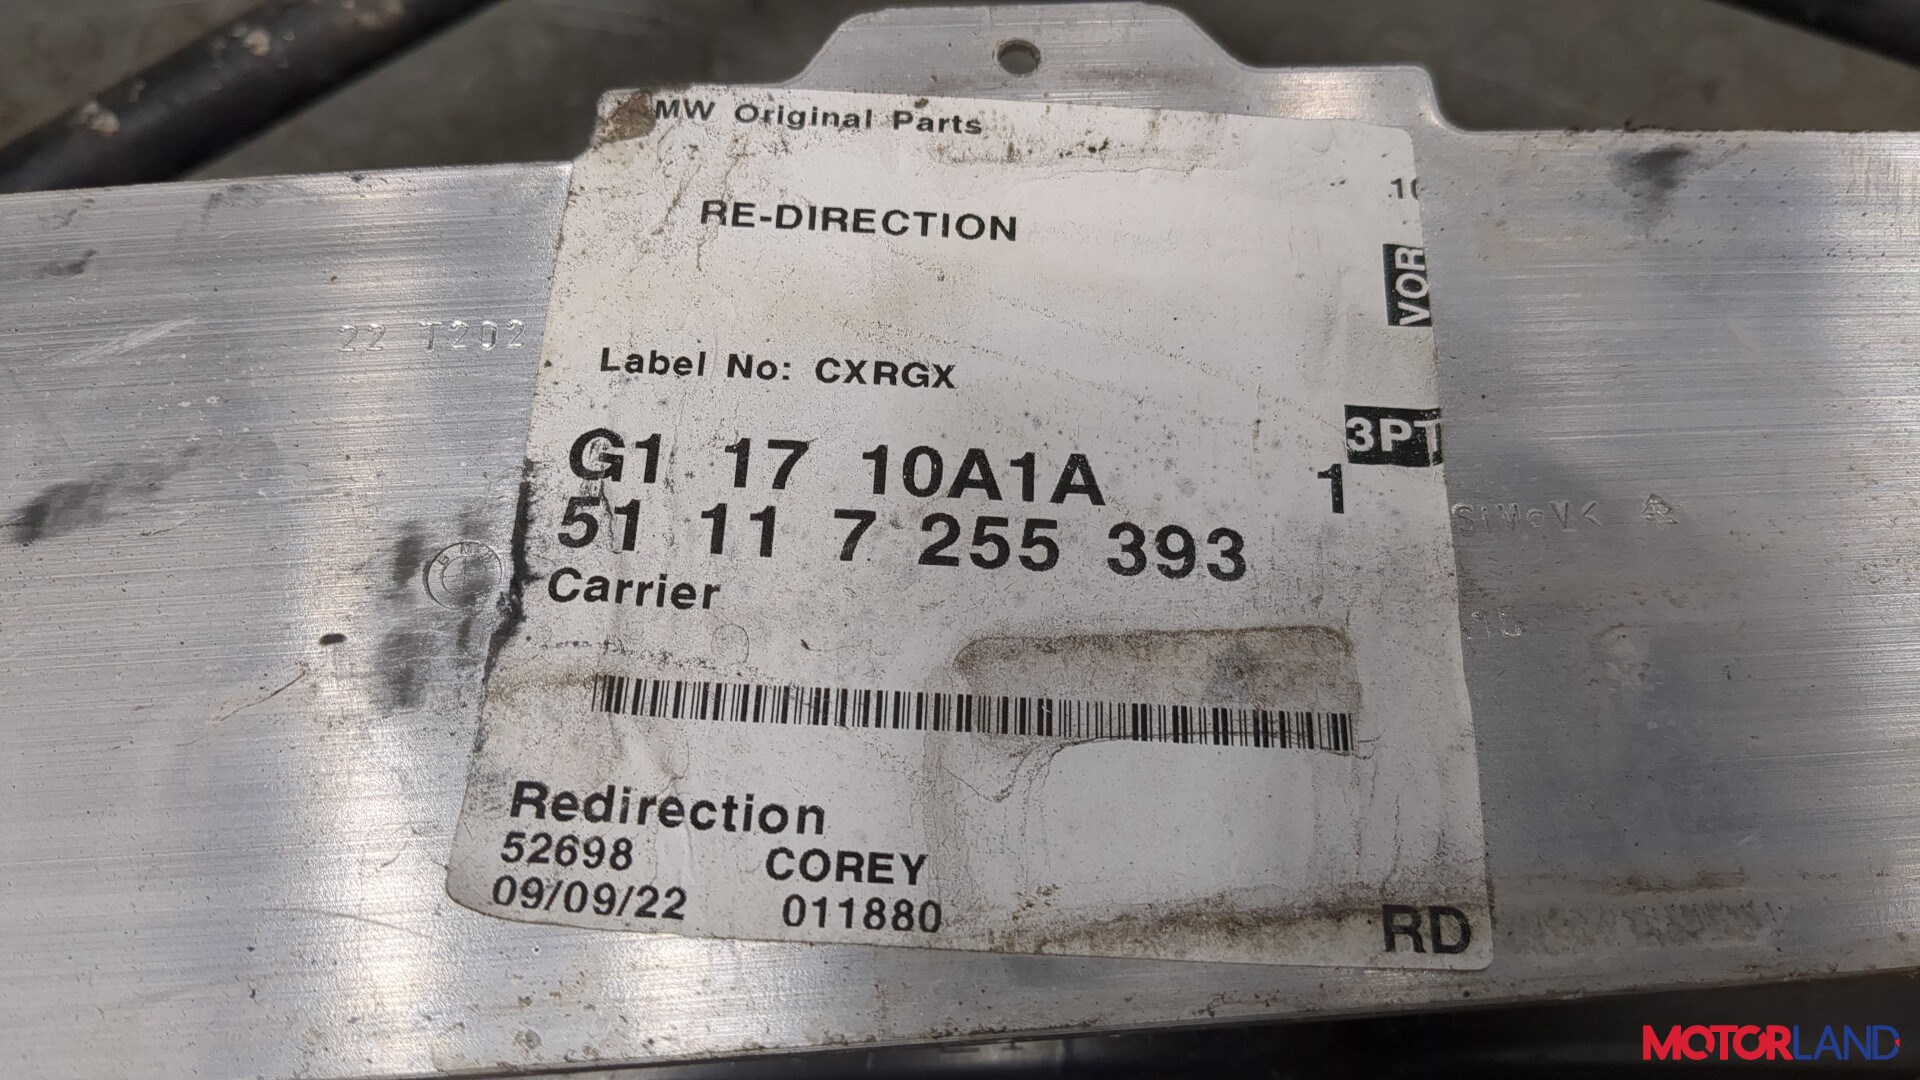 MW Original Parts
RE-DIRECTION
10
VOR
22 T202
Label No: CXRGX
3PT
G1 17 10A1A 1
51 11 7 255 393
Carrier
Redirection
52698 COREY
09/09/22 011880
RD
MOTORLAND